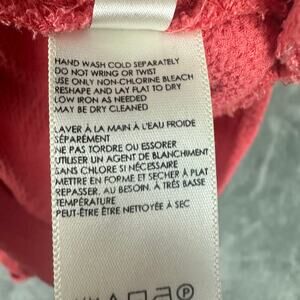 HAND WASH COLD SEPARATELY
DO NOT WRING OR TWIST
USE ONLY NON-CHLORINE BLEACH
RESHAPE AND LAY FLAT TO DRY
LOW IRON AS NEEDED
MAY BE DRY CLEANED
LAVER À LA MAIN À L'EAU FROIDE
SÉPARÉMENT
NE PAS TORDRE OU ESSORER
UTILISER UN AGENT DE BLANCHIMENT
SANS CHLORE SI NÉCESSAIRE
METTRE EN FORME ET SÉCHER À PLAT
REPASSER, AU BESOIN, À TRÈS BASSE
TEMPÉRATURE
PEUT-ÊTRE ÊTRE NETTOYÉE À SEC
P